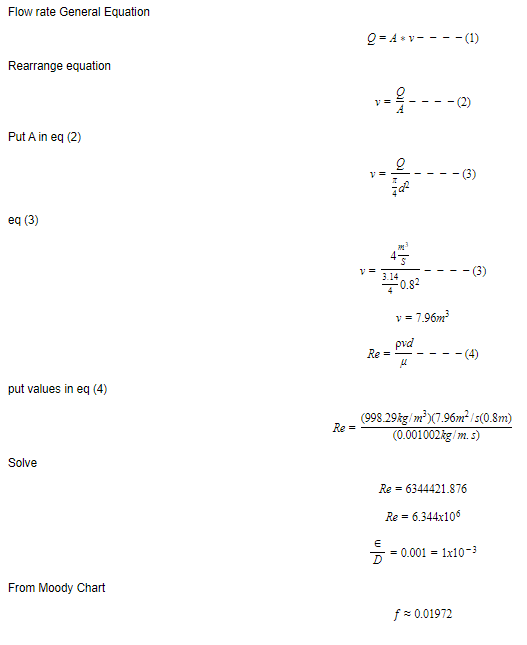 Flow rate General Equation
Q = A * v − − − − (1)
Rearrange equation
v = Q/A − − − − (2)
Put A in eq (2)
v = Q/(π/4 d²) − − − − (3)
eq (3)
v = (4 m³/s)/(3.14/4 0.8²) − − − − (3)
v = 7.96m³
Re = ρvd/μ − − − − (4)
put values in eq (4)
Re = (998.29kg/m³)(7.96m²/s(0.8m)/(0.001002kg/m.s)
Solve
Re = 6344421.876
Re = 6.344x10⁶
∈/D = 0.001 = 1x10⁻³
From Moody Chart
f ≈ 0.01972